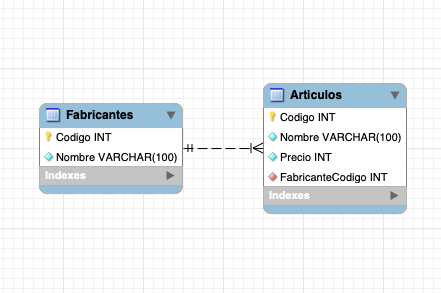 Fabricantes
Codigo INT
Nombre VARCHAR(100)
Indexes
Articulos
Codigo INT
Nombre VARCHAR(100)
Precio INT
FabricanteCodigo INT
Indexes